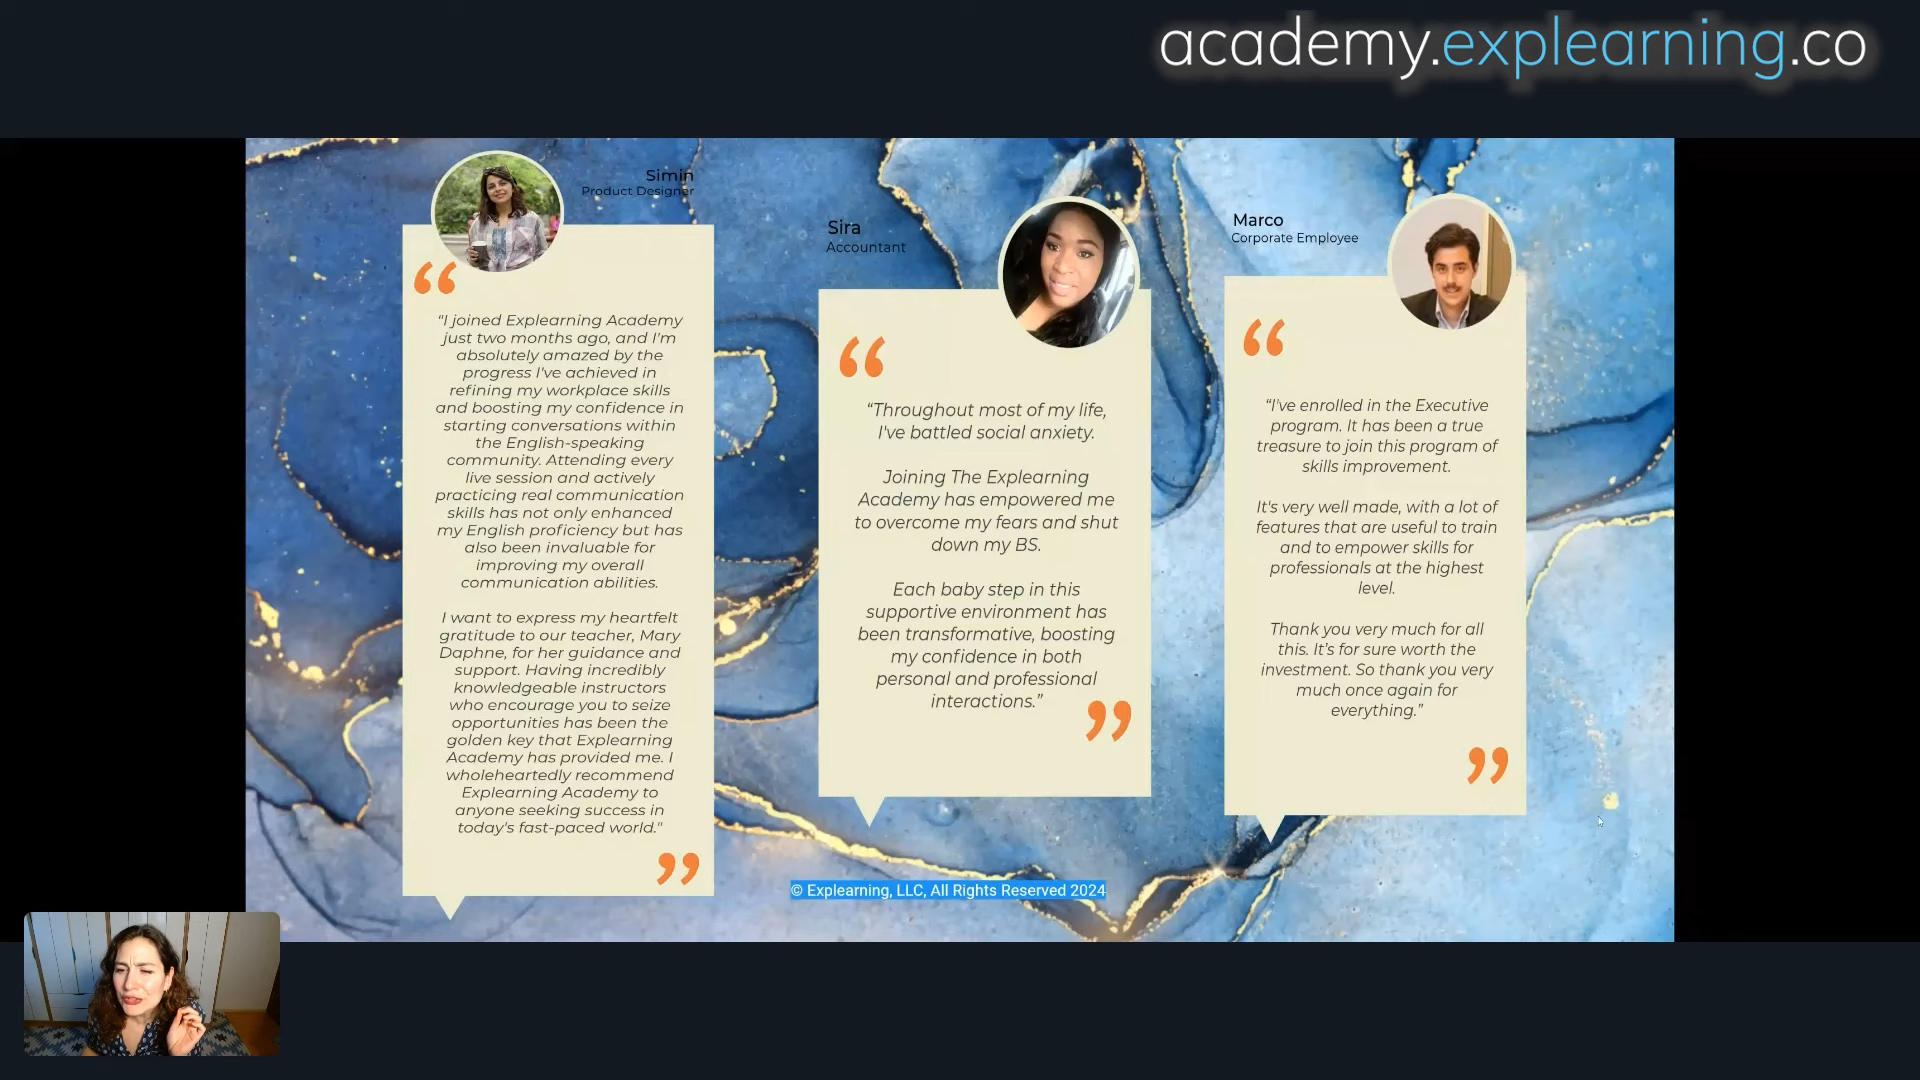 academy.explearning.co
Simin
Product Designer
“I joined Explearning Academy
just two months ago, and I'm
absolutely amazed by the
progress I've achieved in
refining my workplace skills
and boosting my confidence in
starting conversations within
the English-speaking
community. Attending every
live session and actively
practicing real communication
skills has not only enhanced
my English proficiency but has
also been invaluable for
improving my overall
communication abilities.
I want to express my heartfelt
gratitude to our teacher, Mary
Daphne, for her guidance and
support. Having incredibly
knowledgeable instructors
who encourage you to seize
opportunities has been the
golden key that Explearning
Academy has provided me. I
wholeheartedly recommend
Explearning Academy to
anyone seeking success in
today's fast-paced world."
Sira
Accountant
“Throughout most of my life,
I've battled social anxiety.
Joining The Explearning
Academy has empowered me
to overcome my fears and shut
down my BS.
Each baby step in this
supportive environment has
been transformative, boosting
my confidence in both
personal and professional
interactions.”
Marco
Corporate Employee
“I've enrolled in the Executive
program. It has been a true
treasure to join this program of
skills improvement.
It's very well made, with a lot of
features that are useful to train
and to empower skills for
professionals at the highest
level.
Thank you very much for all
this. It’s for sure worth the
investment. So thank you very
much once again for
everything.”
© Explearning, LLC, All Rights Reserved 2024